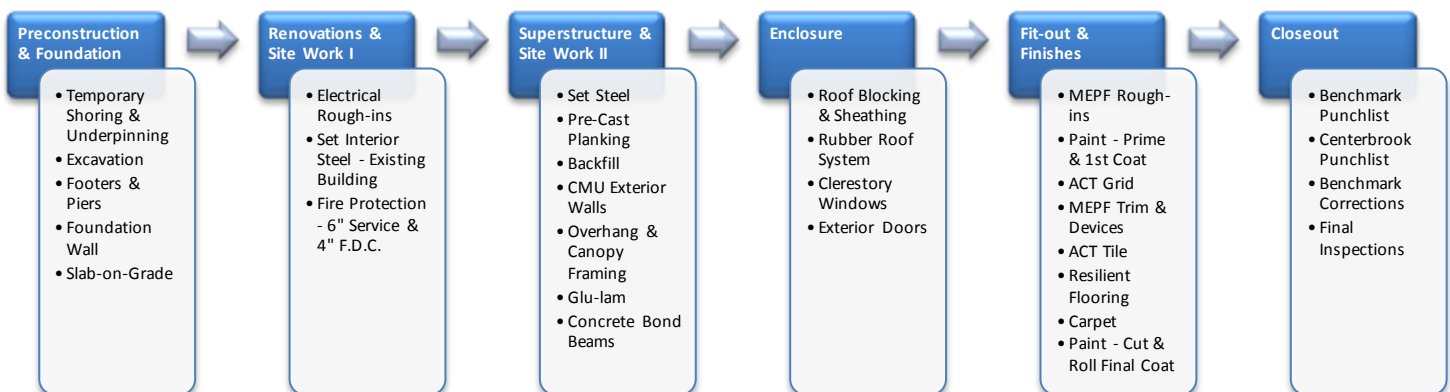 Preconstruction
& Foundation
• Temporary
Shoring &
Underpinning
• Excavation
• Footers &
Piers
• Foundation
Wall
• Slab-on-Grade
Renovations &
Site Work I
• Electrical
Rough-ins
• Set Interior
Steel - Existing
Building
• Fire Protection
- 6" Service &
4" F.D.C.
Superstructure &
Site Work II
• Set Steel
• Pre-Cast
Planking
• Backfill
• CMU Exterior
Walls
• Overhang &
Canopy
Framing
• Glu-lam
• Concrete Bond
Beams
Enclosure
• Roof Blocking
& Sheathing
• Rubber Roof
System
• Clerestory
Windows
• Exterior Doors
Fit-out &
Finishes
• MEPF Rough-
ins
• Paint - Prime
& 1st Coat
• ACT Grid
• MEPF Trim &
Devices
• ACT Tile
• Resilient
Flooring
• Carpet
• Paint - Cut &
Roll Final Coat
Closeout
• Benchmark
Punchlist
• Centerbrook
Punchlist
• Benchmark
Corrections
• Final
Inspections